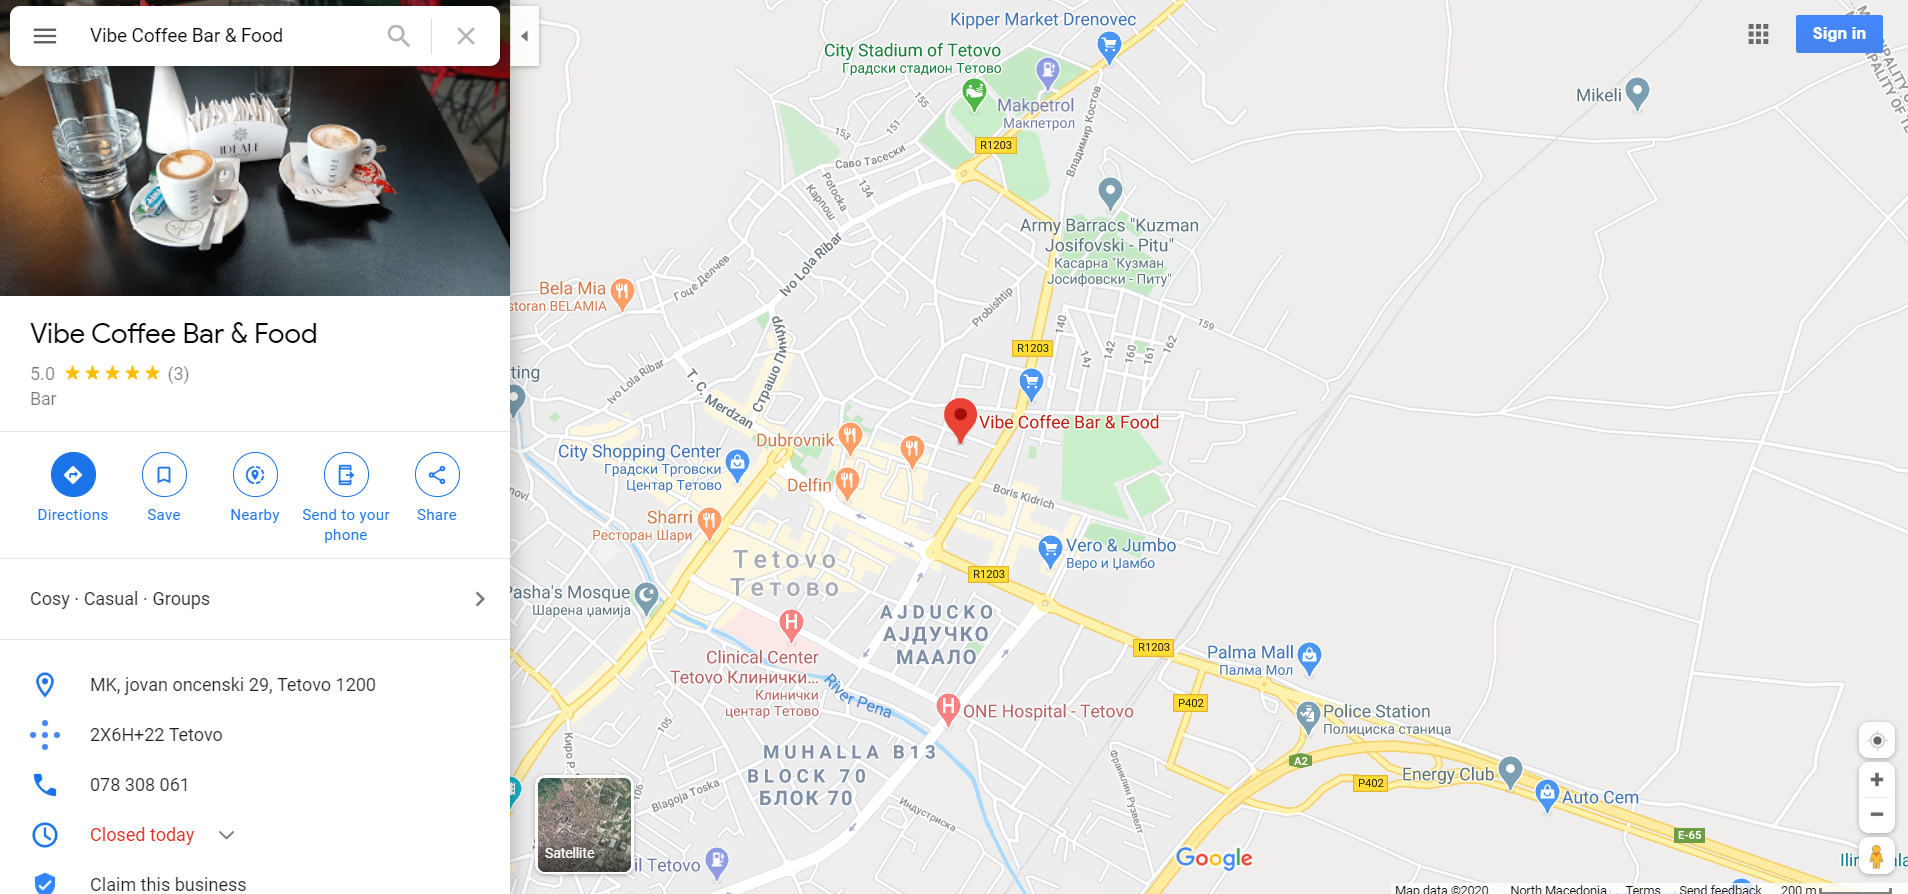 Vibe Coffee Bar & Food
IDEALE
Vibe Coffee Bar & Food
5.0
(3)
Bar
Directions
Save
Nearby
Send to your
phone
Share
Cosy · Casual · Groups
MK, jovan oncenski 29, Tetovo 1200
2X6H+22 Tetovo
078 308 061
Closed today
Claim this business
Sign in
Kipper Market Drenovec
City Stadium of Tetovo
Градски стадион Тетово
Makpetrol
Макпетрол
Mikeli
R1203
155
153
151
Владимир Костов
Саво Тасески
134
Potocka
Карпош
Army Barracs "Kuzman
Josifovski - Pitu"
Касарна "Кузман
Јосифовски - Питу"
Ivo Lola Ribar
Гоце Делчев
Bela Mia
storan BELAMIA
Probishtip
140
159
141
142
160
161
162
R1203
Страшо Пинџур
Ivo Lola Ribar
T. C. Merdzan
ting
Vibe Coffee Bar & Food
Dubrovnik
City Shopping Center
Градски Трговски
Центар Тетово
Delfin
Boris Kidrich
novi
Sharri
Ресторан Шари
Tetovo
Тетово
Vero & Jumbo
Веро и Џамбо
R1203
Pasha's Mosque
Шарена џамија
AJDUCKO
АЈДУЧКО
МААЛО
R1203
Clinical Center
Тетово Клинички...
Клинички
центар Тетово
River Pena
Palma Mall
Палма Мол
P402
ONE Hospital - Tetovo
Police Station
Полициска станица
105
Киро Р.
MUHALLA B13
BLOCK 70
БЛОК 70
A2
P402
Energy Club
Auto Cem
Франклин Рузвелт
106
Blagoja Toska
Индустриска
E-65
il Tetovo
Satellite
Google
Map data ©2020
North Macedonia
Terms
Send feedback
200 m